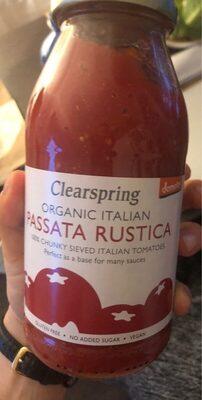 demeter
Clearspring
ORGANIC ITALIAN
PASSATA RUSTICA
100% CHUNKY SIEVED ITALIAN TOMATOES
Perfect as a base for many sauces
GLUTEN FREE • NO ADDED SUGAR • VEGAN